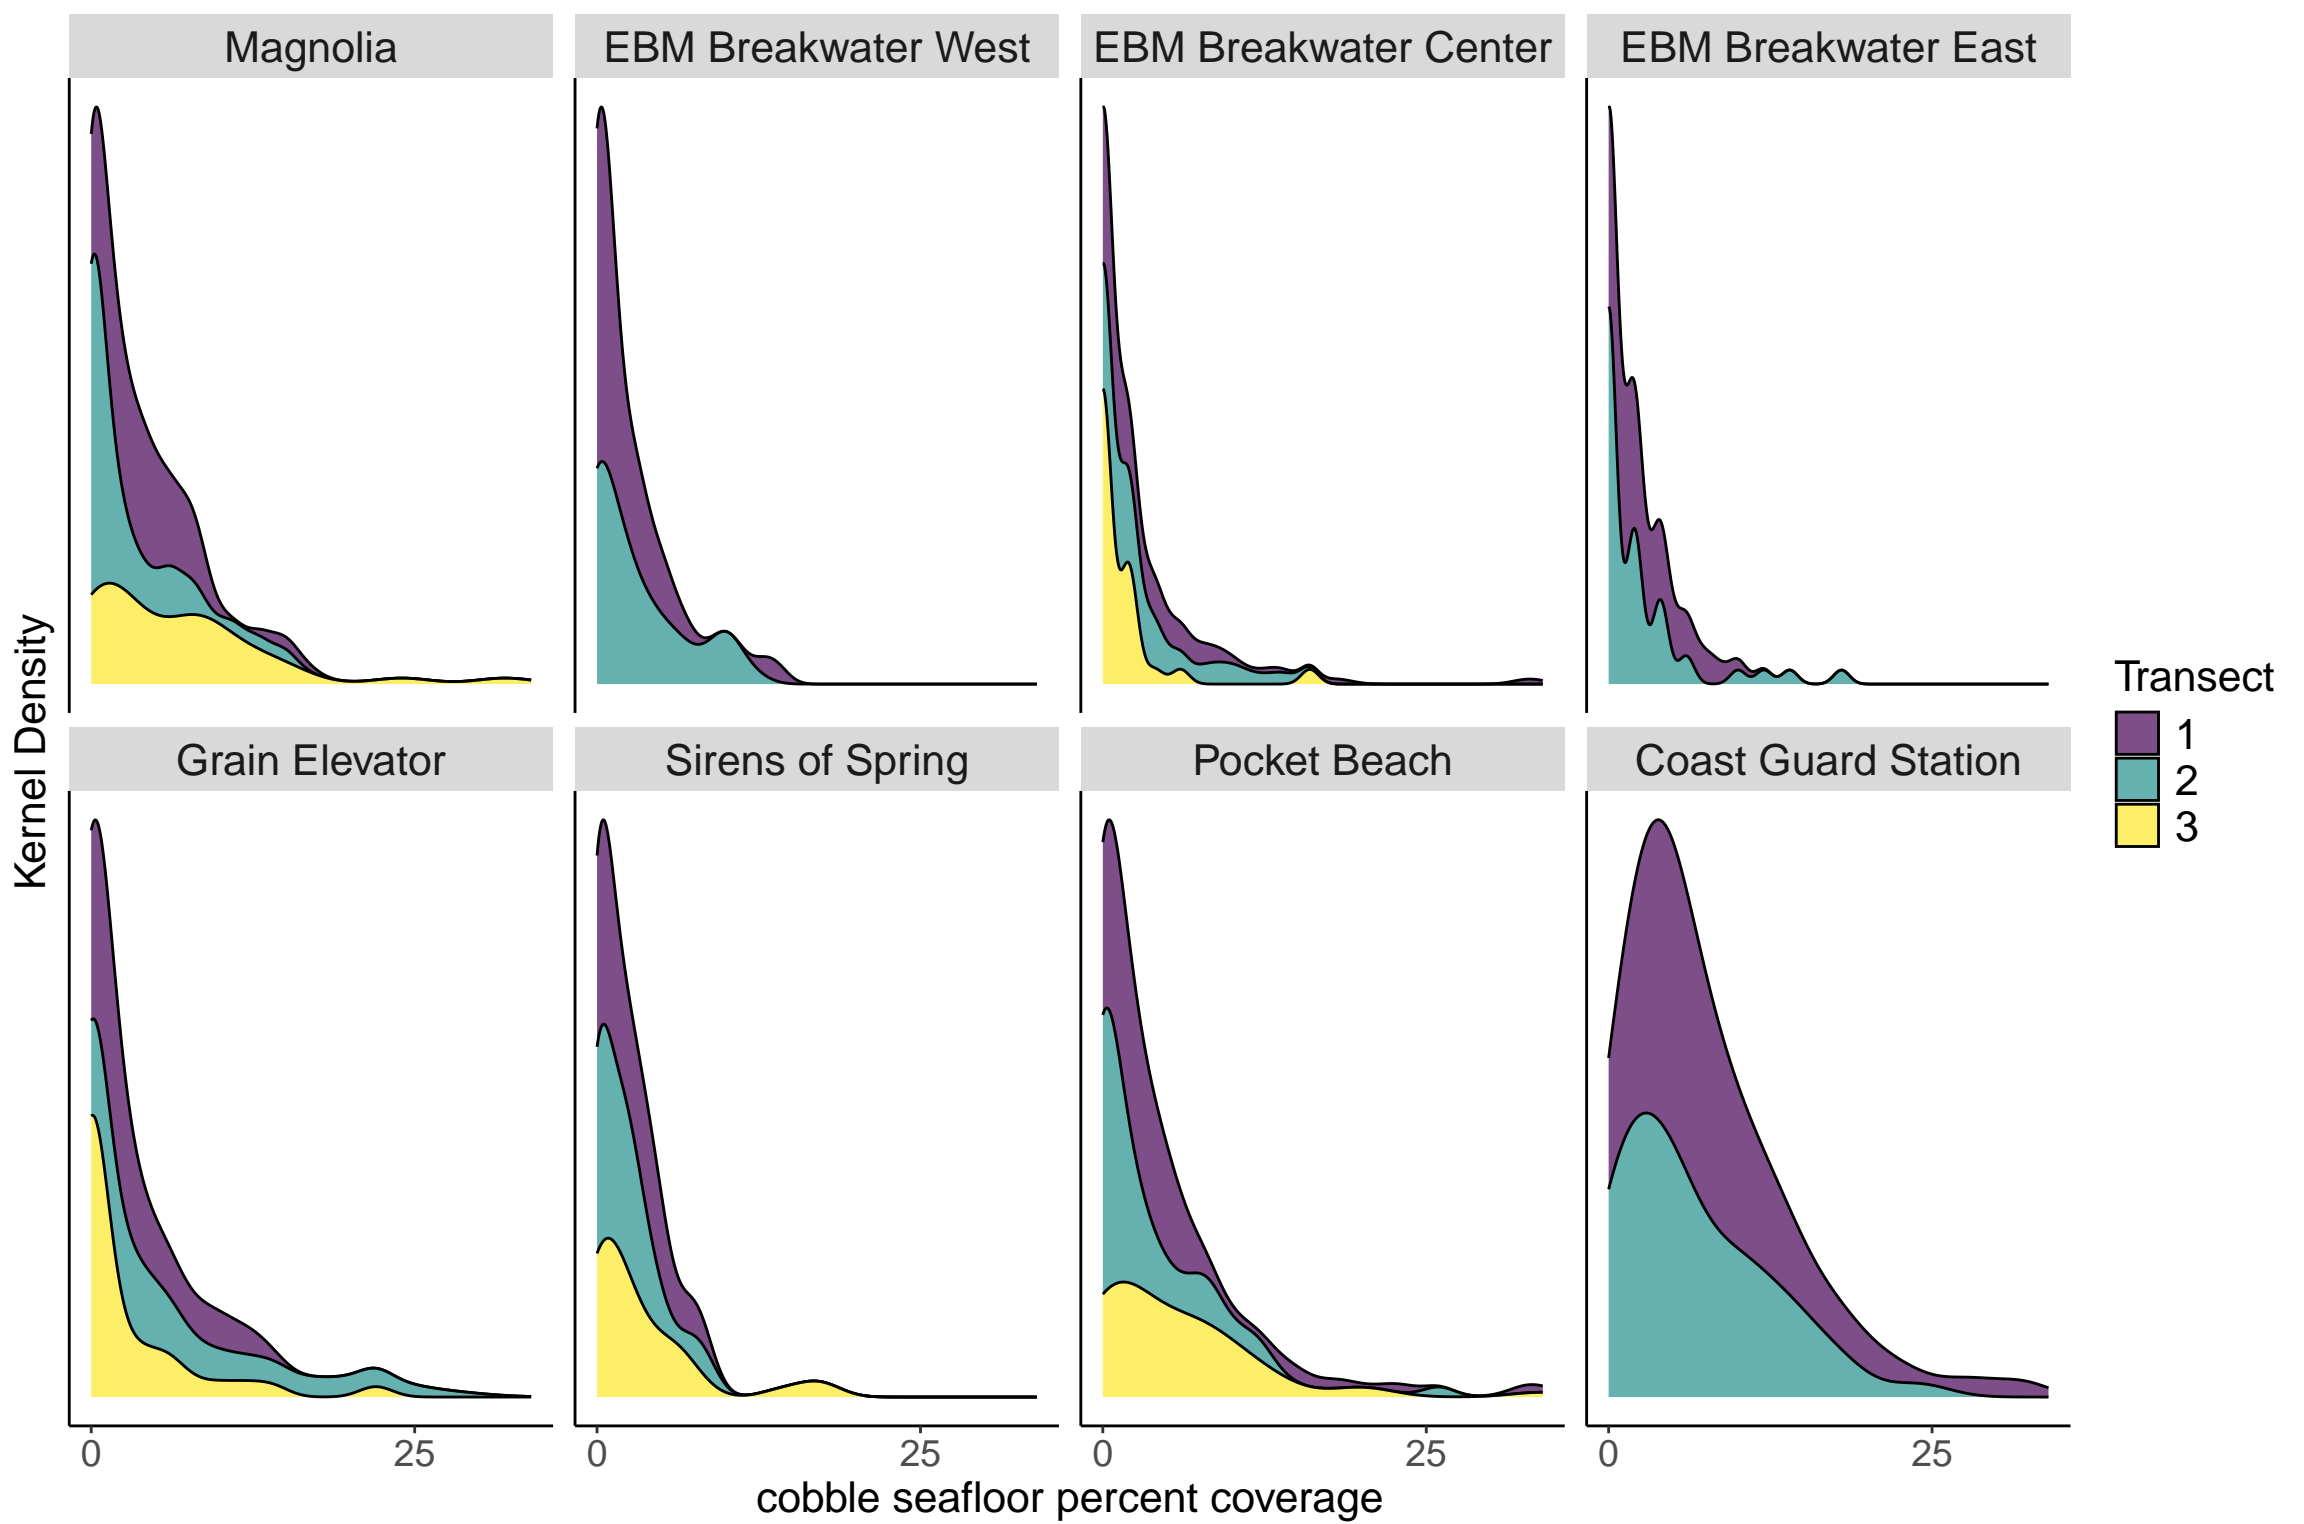 Magnolia
EBM Breakwater West
EBM Breakwater Center
EBM Breakwater East
Kernel Density
Grain Elevator
Sirens of Spring
Pocket Beach
Coast Guard Station
0 25
0 25
0 25
0 25
cobble seafloor percent coverage
Transect
1
2
3